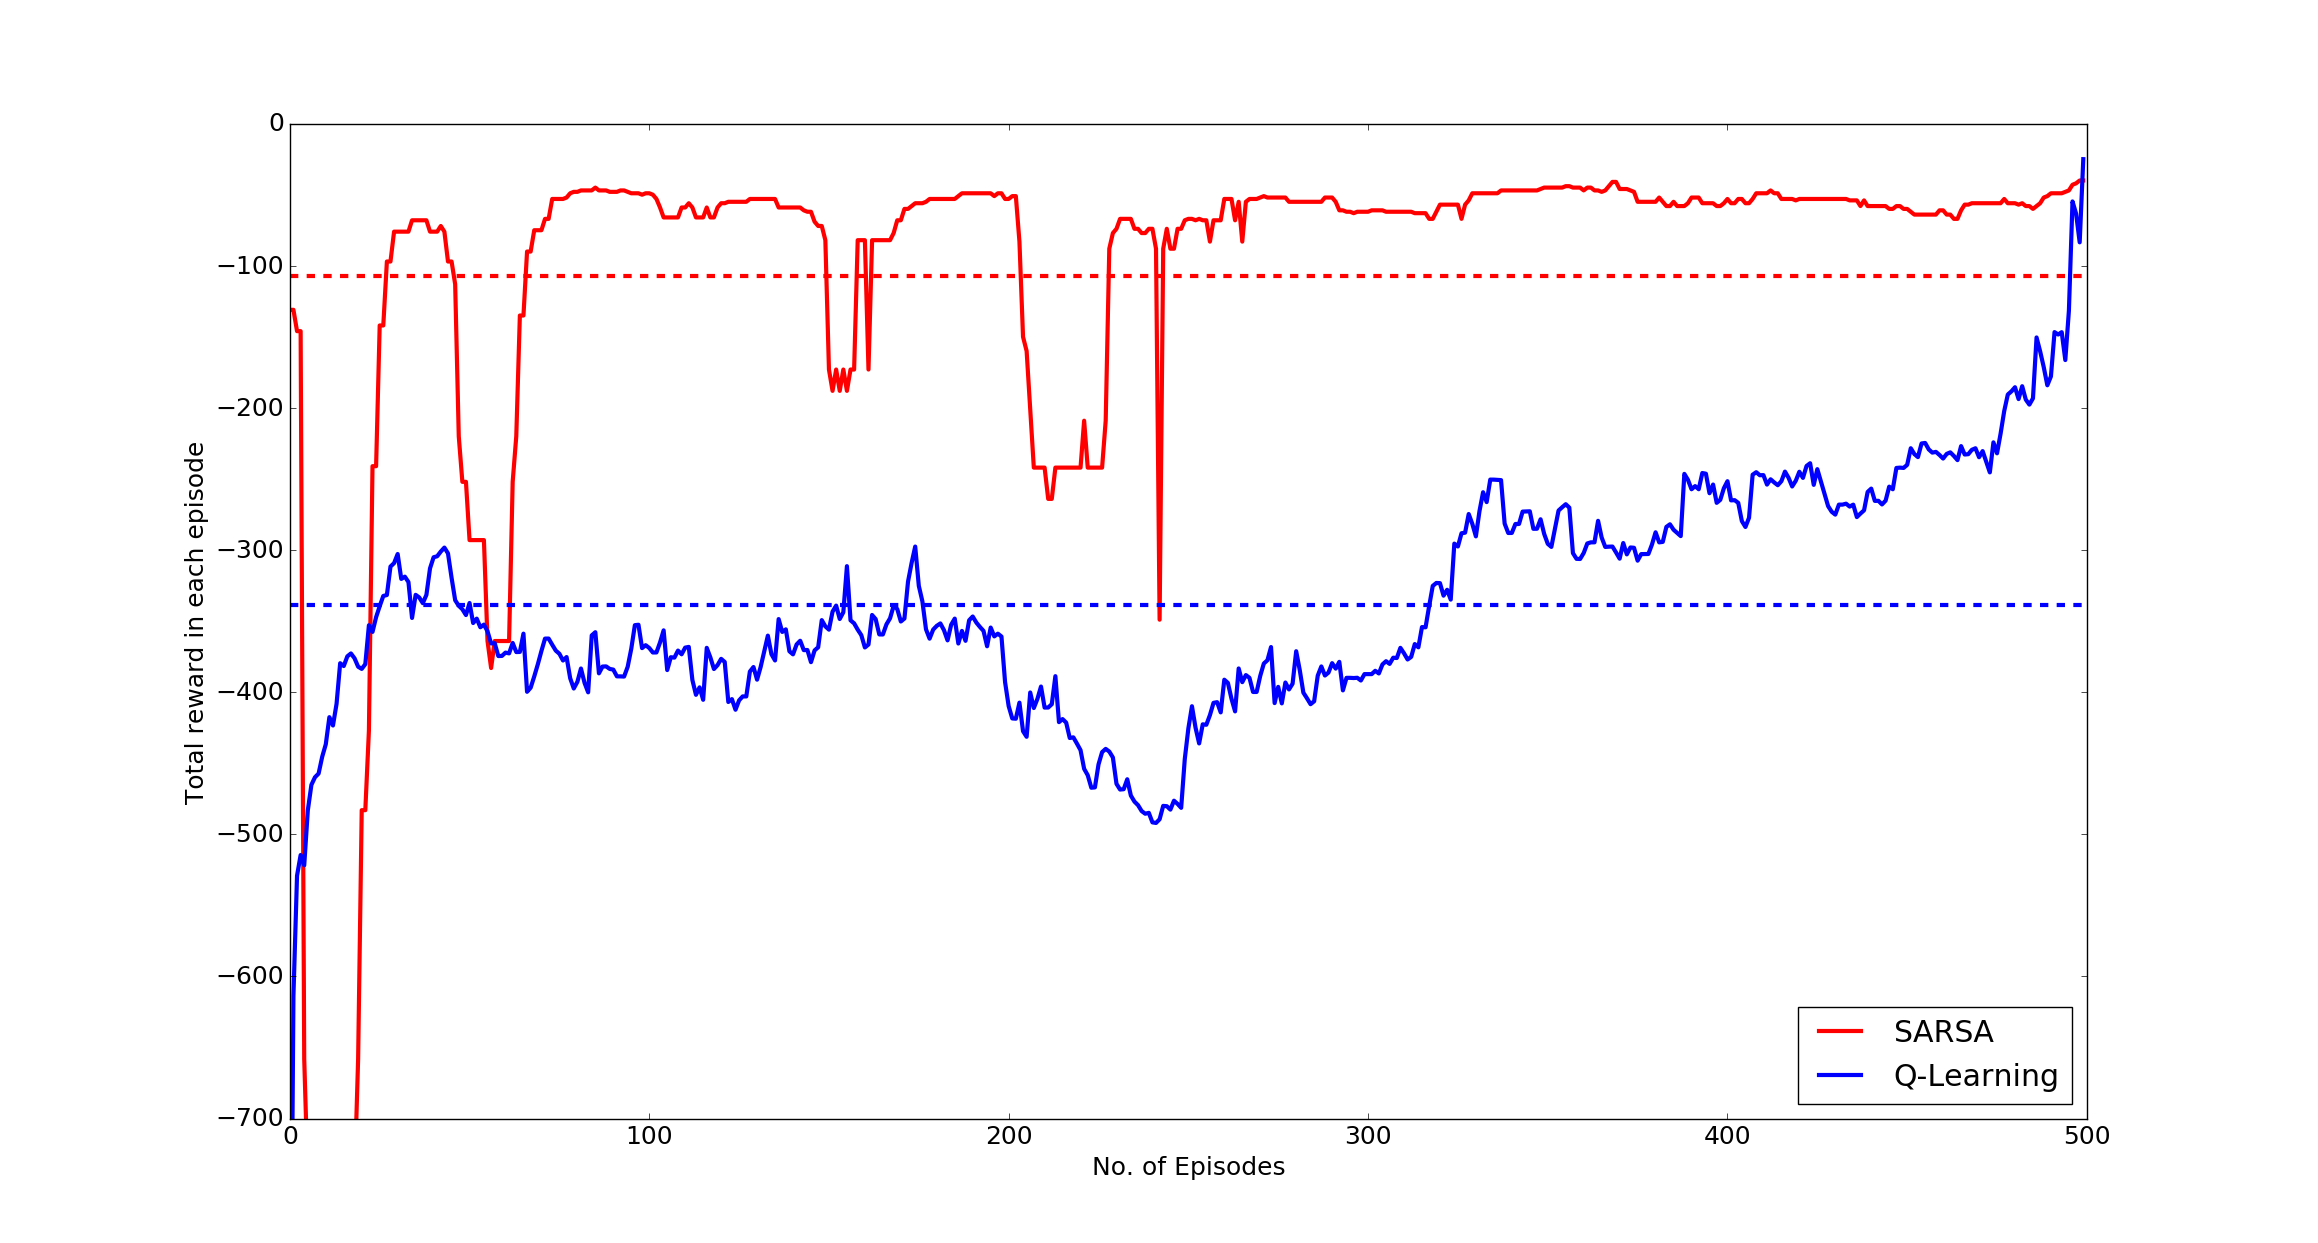 0
−100
−200
−300
−400
−500
−600
−700
Total reward in each episode
0 100 200 300 400 500
No. of Episodes
SARSA
Q-Learning